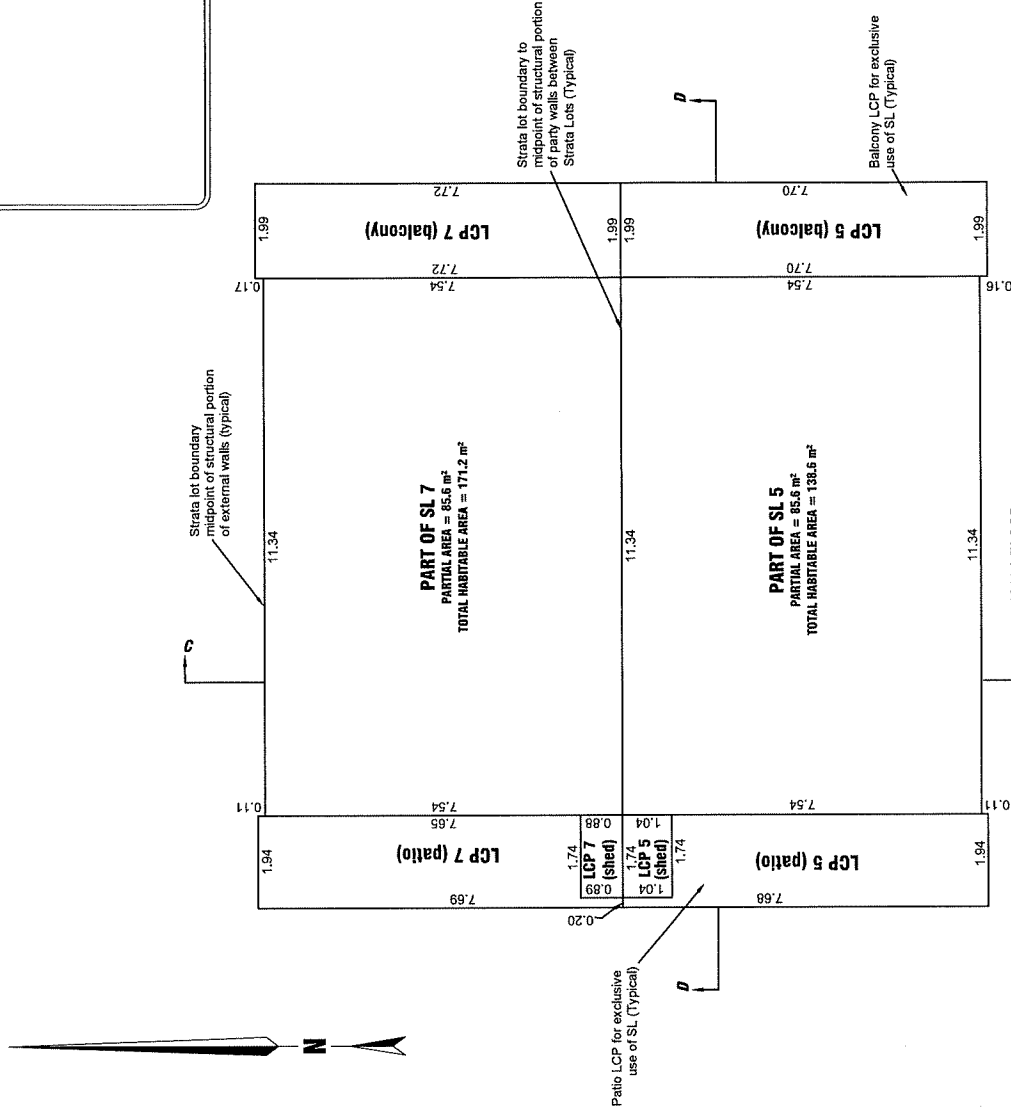 Strata lot boundary to
midpoint of structural portion
of party walls between
Strata Lots (Typical)
D
Balcony LCP for exclusive
use of SL (Typical)
1.99
7.72
LCP 7 (balcony)
7.72
1.99
1.99
7.70
LCP 5 (balcony)
7.70
1.99
0.17
7.54
7.54
0.16
Strata lot boundary
midpoint of structural portion
of external walls (typical)
C
11.34
PART OF SL 7
PARTIAL AREA = 85.6 m²
TOTAL HABITABLE AREA = 171.2 m²
11.34
PART OF SL 5
PARTIAL AREA = 85.6 m²
TOTAL HABITABLE AREA = 138.6 m²
11.34
0.11
7.54
7.54
0.11
1.94
7.65
LCP 7 (patio)
7.69
1.74
0.88
LCP 7
(shed)
0.89
1.74
1.04
LCP 5
(shed)
1.04
1.74
LCP 5 (patio)
7.68
1.94
0.20
D
Patio LCP for exclusive
use of SL (Typical)
N